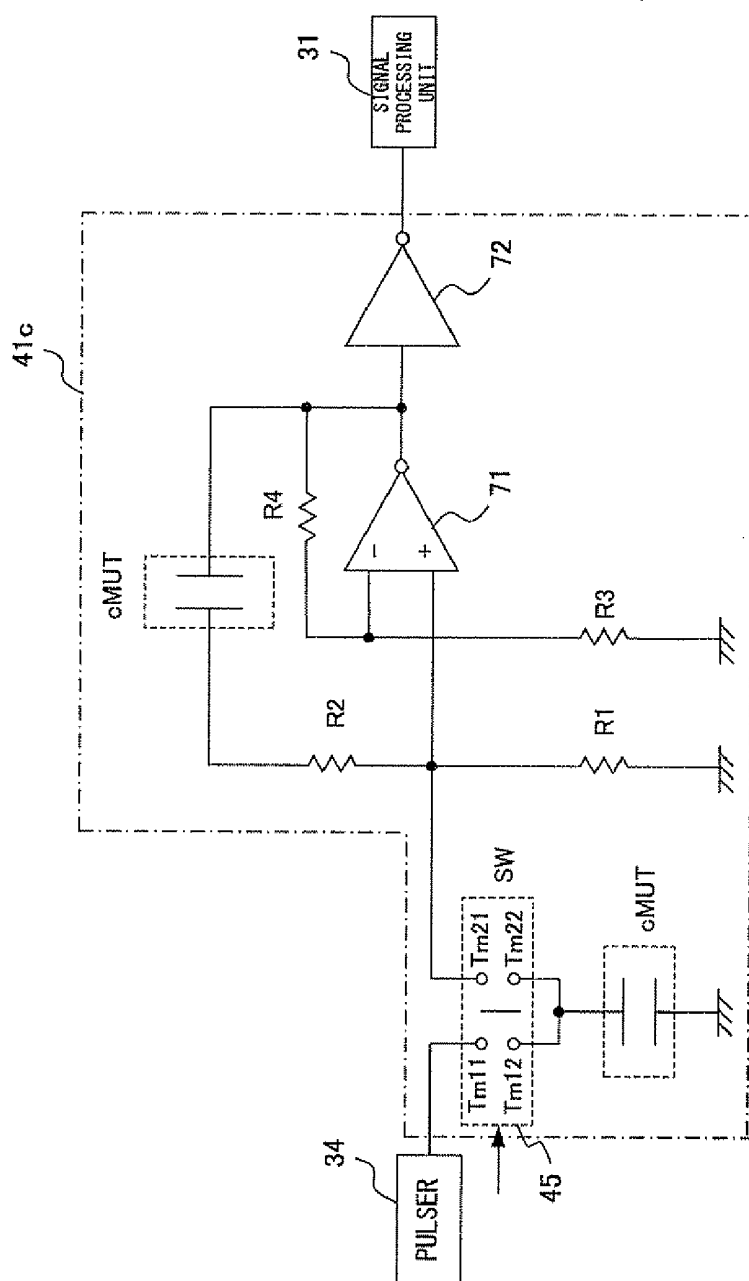 41c
31
SIGNAL
PROCESSING
UNIT
cMUT
R4
72
R2
71
−
+
R3
R1
SW
Tm11
Tm21
Tm12
Tm22
cMUT
34
PULSER
45